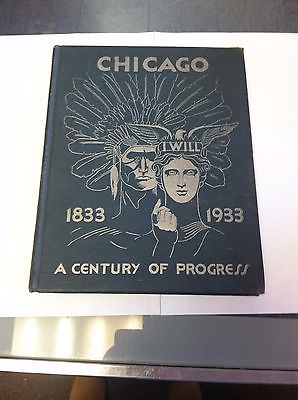 CHICAGO
I WILL
1833 1933
A CENTURY OF PROGRESS